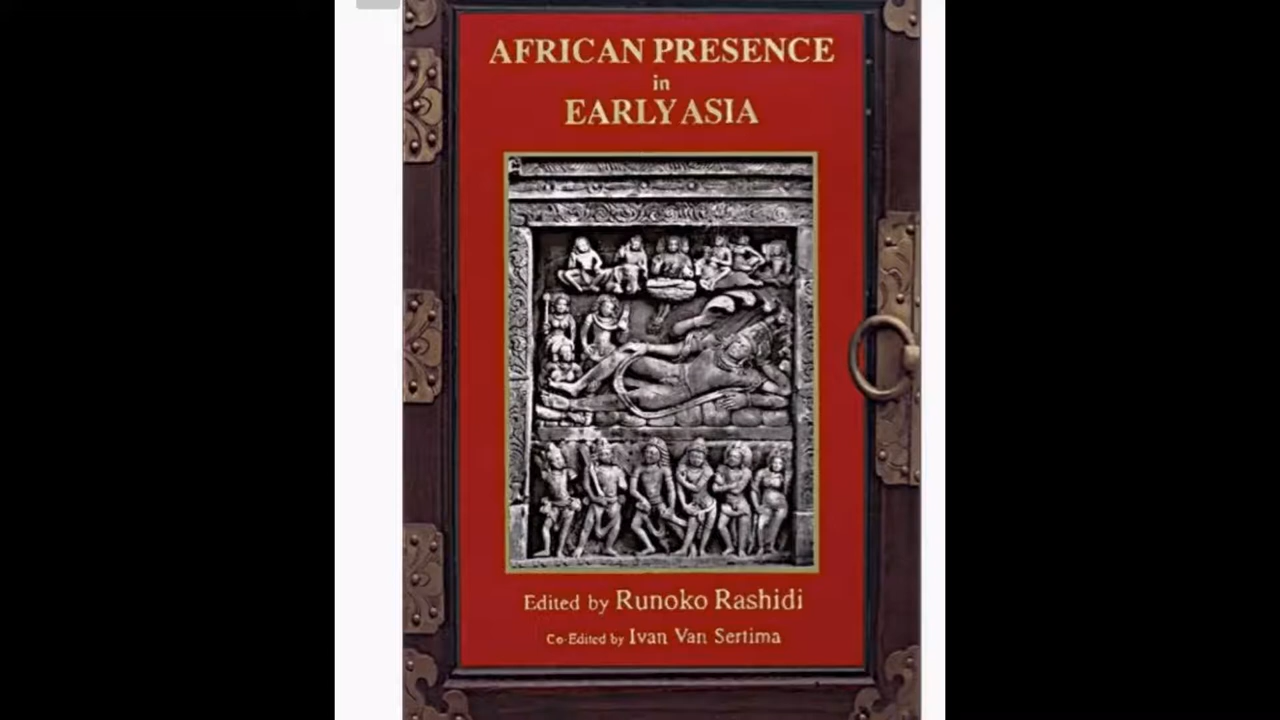 AFRICAN PRESENCE
in
EARLY ASIA
Edited by Runoko Rashidi
Co-Edited by Ivan Van Sertima